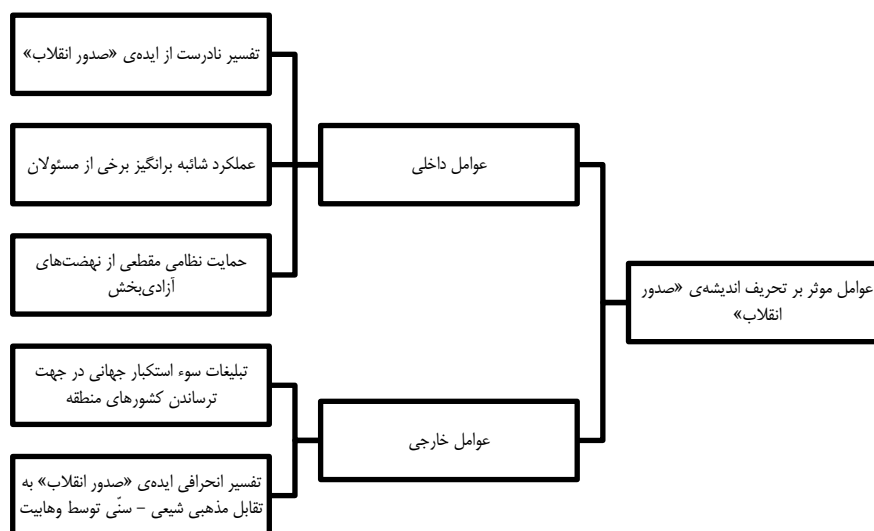 عوامل موثر بر تحریف اندیشه‌ی «صدور
انقلاب»
عوامل داخلی
تفسیر نادرست از ایده‌ی «صدور انقلاب»
عملکرد شائبه برانگیز برخی از مسئولان
حمایت نظامی مقطعی از نهضت‌های
آزادی‌بخش
عوامل خارجی
تبلیغات سوء استکبار جهانی در جهت
ترساندن کشورهای منطقه
تفسیر انحرافی ایده‌ی «صدور انقلاب» به
تقابل مذهبی شیعی – سنّی توسط وهابیت